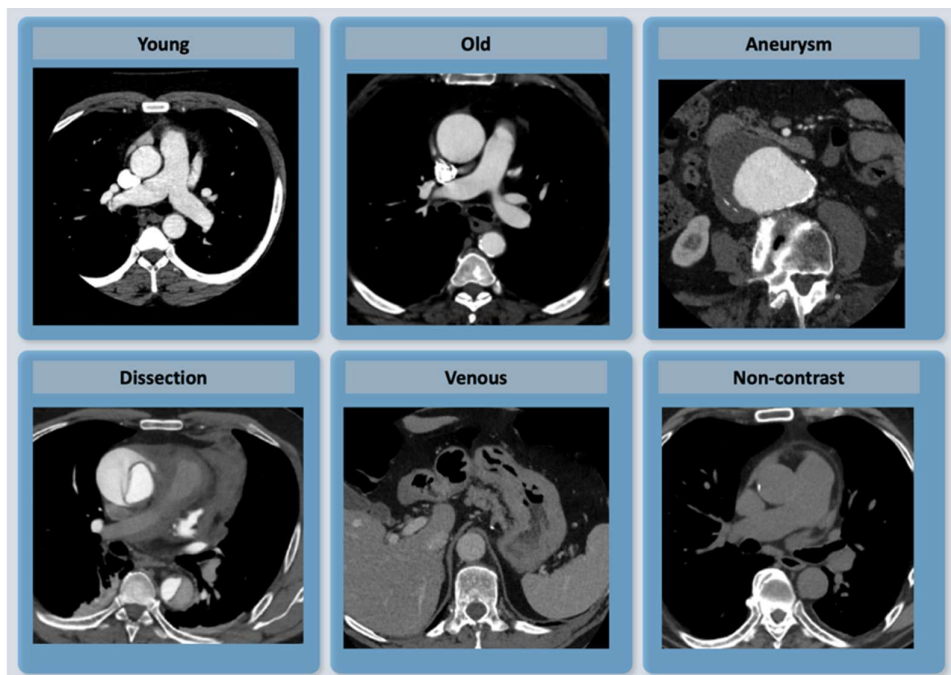 Young
Old
Aneurysm
Dissection
Venous
Non-contrast